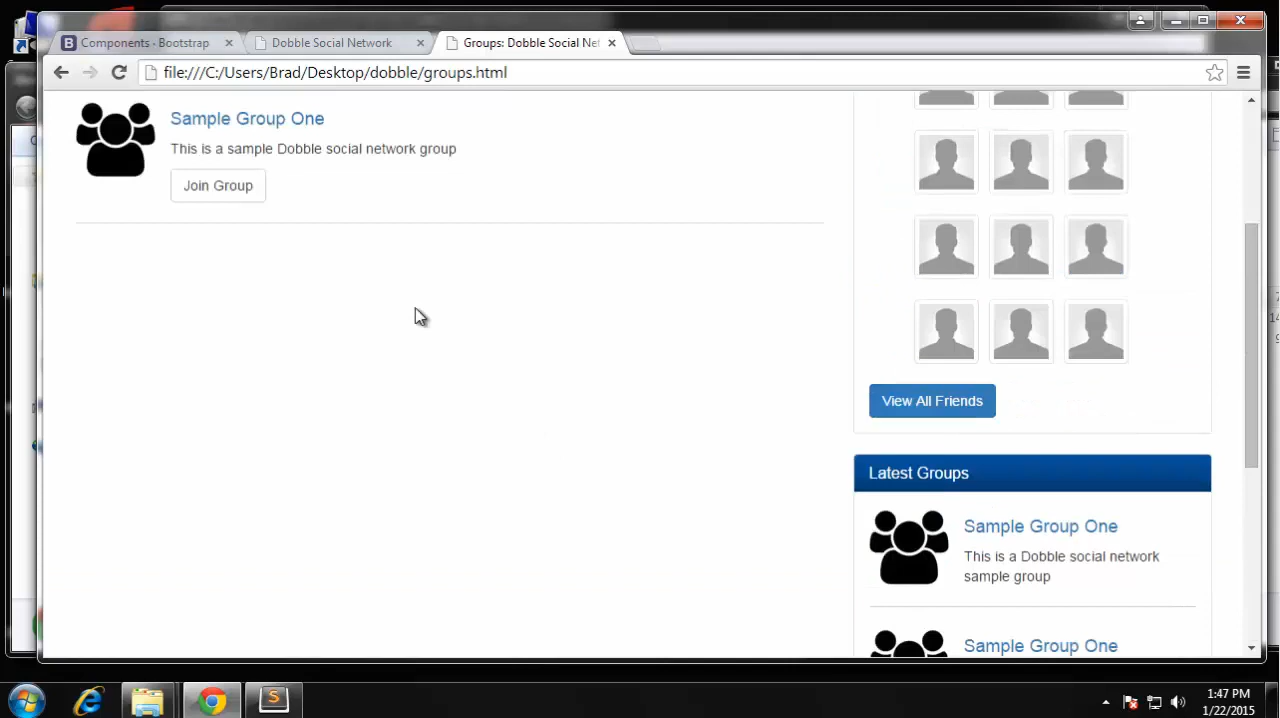 Components · Bootstrap
Dobble Social Network
Groups: Dobble Social Net
file:///C:/Users/Brad/Desktop/dobble/groups.html
Sample Group One
This is a sample Dobble social network group
Join Group
View All Friends
Latest Groups
Sample Group One
This is a Dobble social network
sample group
Sample Group One
1:47 PM
1/22/2015